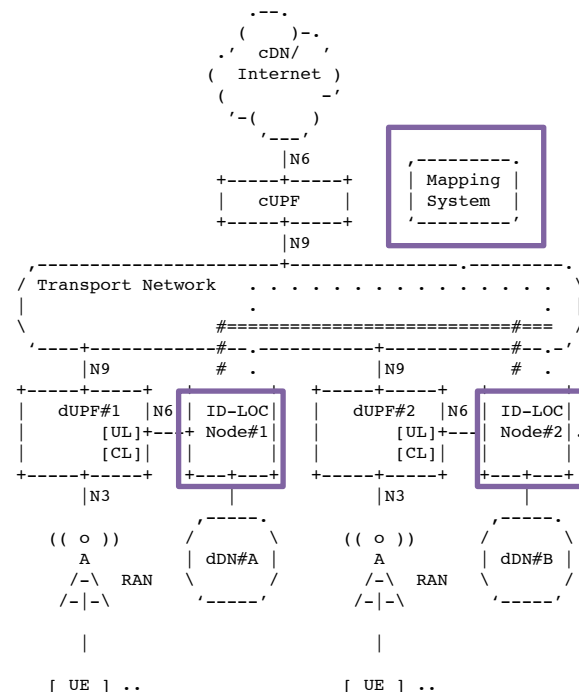 cDN/
Internet
N6
Mapping
cUPF System
N9
Transport Network
N9 N9
dUPF#1 N6 ID-LOC dUPF#2 N6 ID-LOC
[UL] Node#1 [UL] Node#2
[CL] [CL]
N3 N3
(( o )) (( o ))
A dDN#A A dDN#B
RAN RAN
[ UE ] .. [ UE ] ..